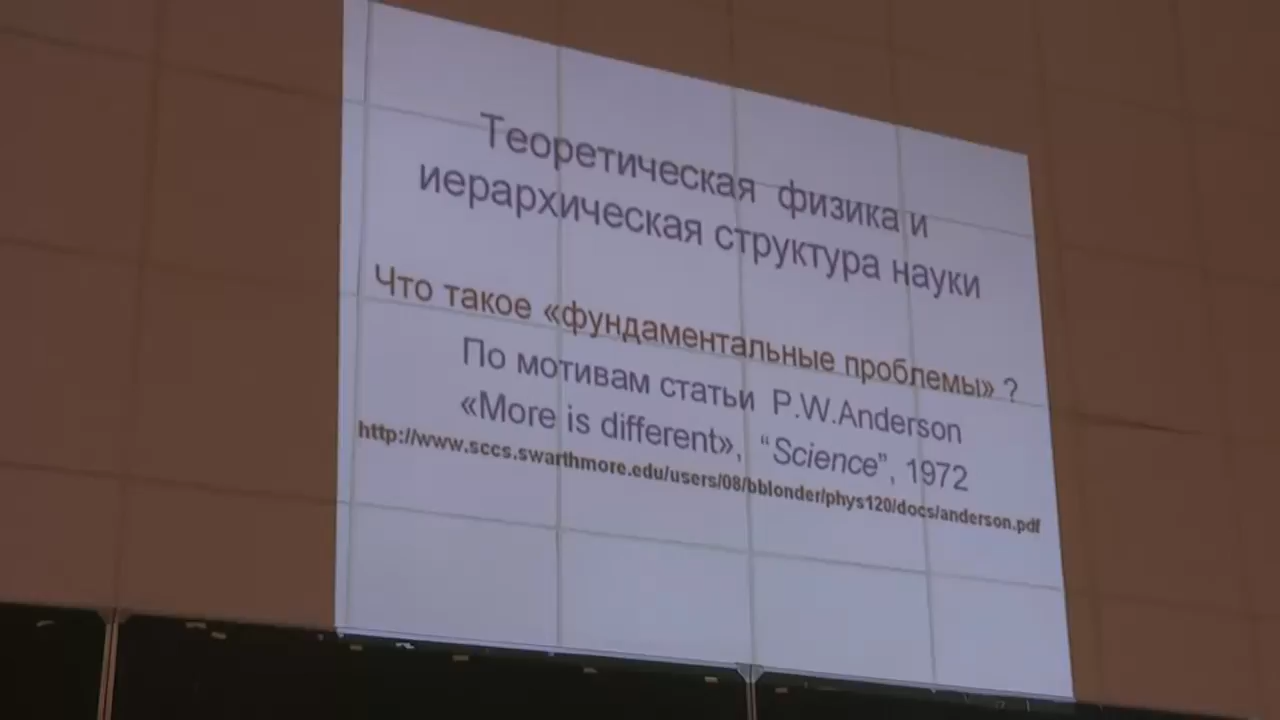 Теоретическая физика и
иерархическая структура науки
Что такое «фундаментальные проблемы» ?
По мотивам статьи P.W.Anderson
«More is different», “Science”, 1972
http://www.sccs.swarthmore.edu/users/08/bblonder/phys120/docs/anderson.pdf